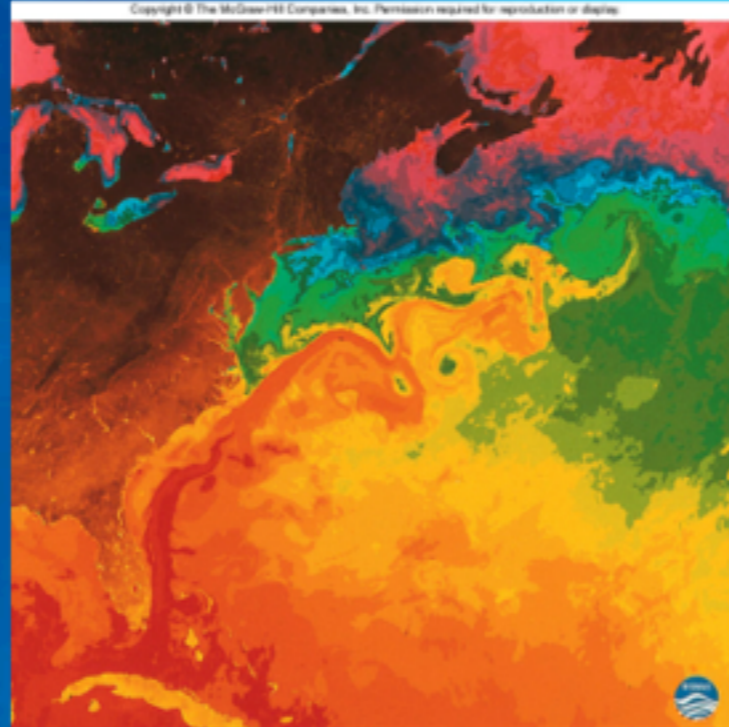 Copyright © The McGraw-Hill Companies, Inc. Permission required for reproduction or display.